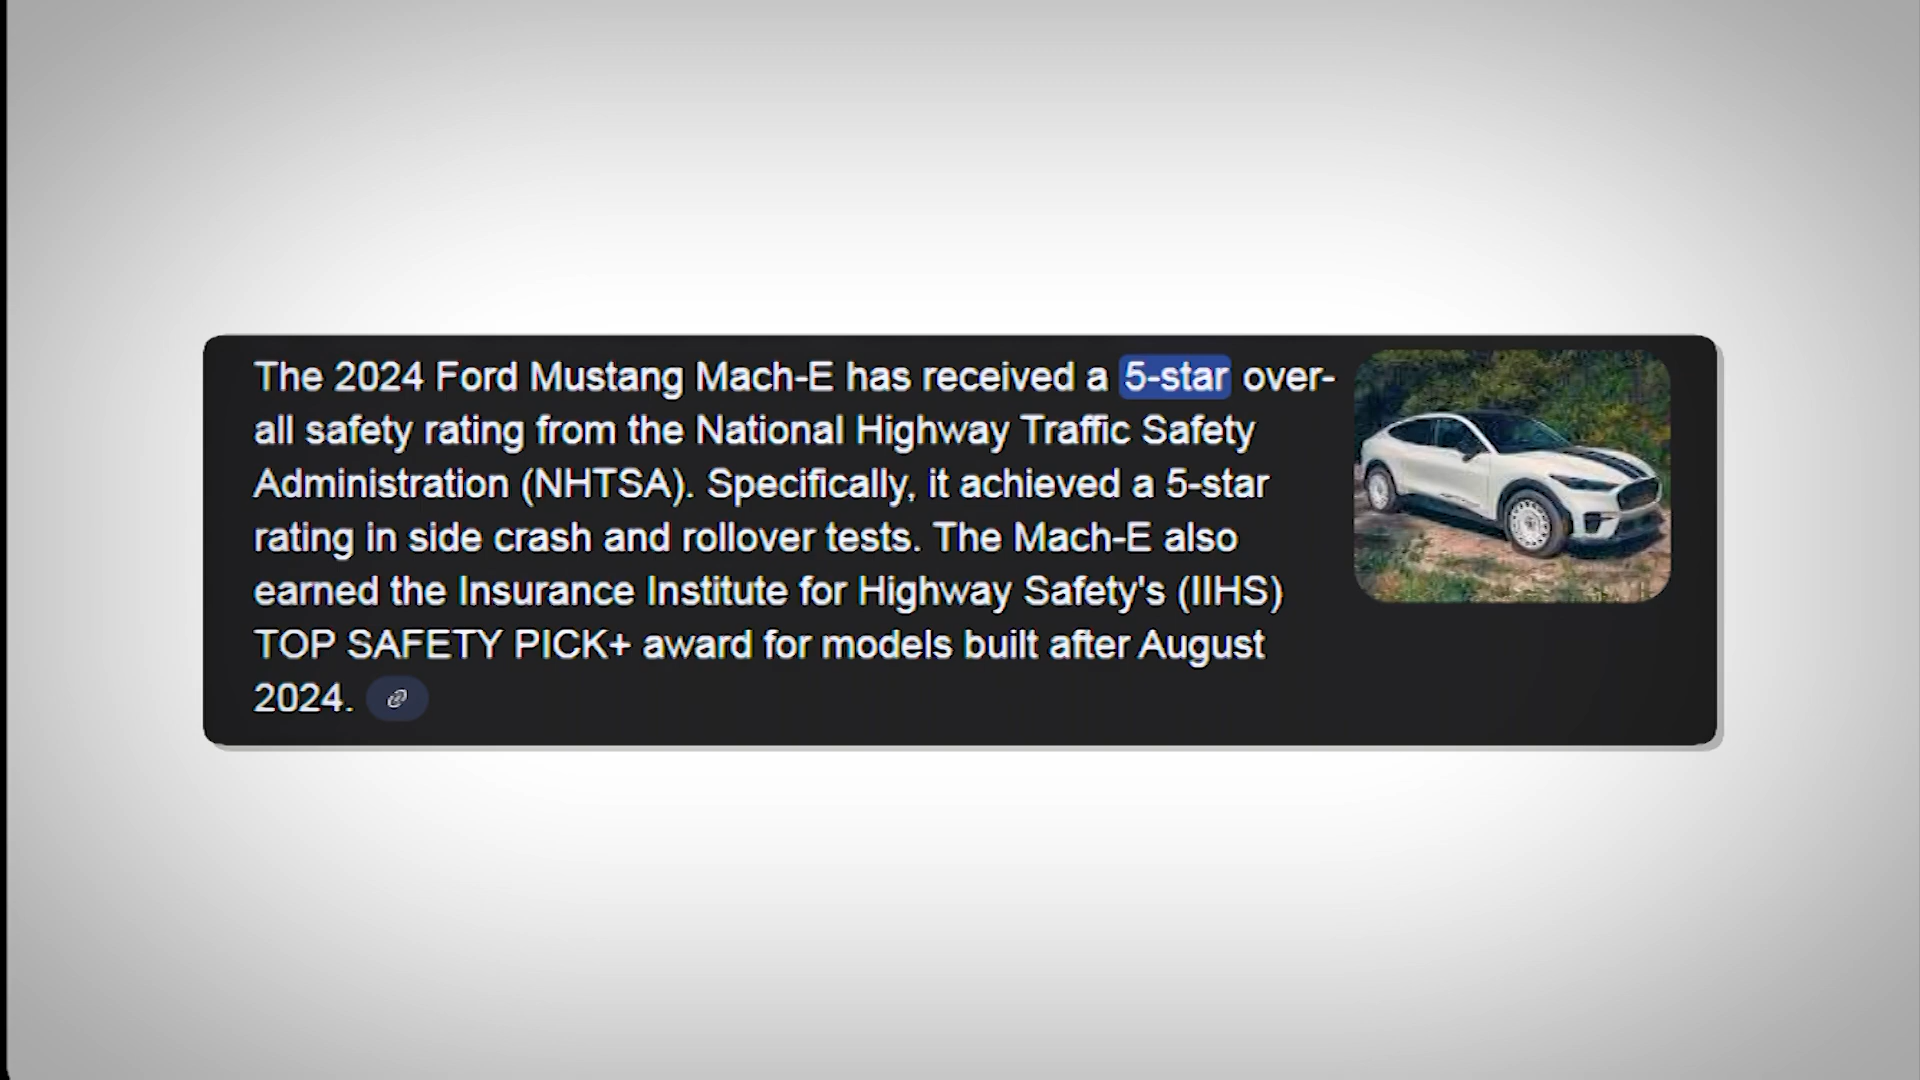 The 2024 Ford Mustang Mach-E has received a 5-star over-
all safety rating from the National Highway Traffic Safety
Administration (NHTSA). Specifically, it achieved a 5-star
rating in side crash and rollover tests. The Mach-E also
earned the Insurance Institute for Highway Safety's (IIHS)
TOP SAFETY PICK+ award for models built after August
2024.